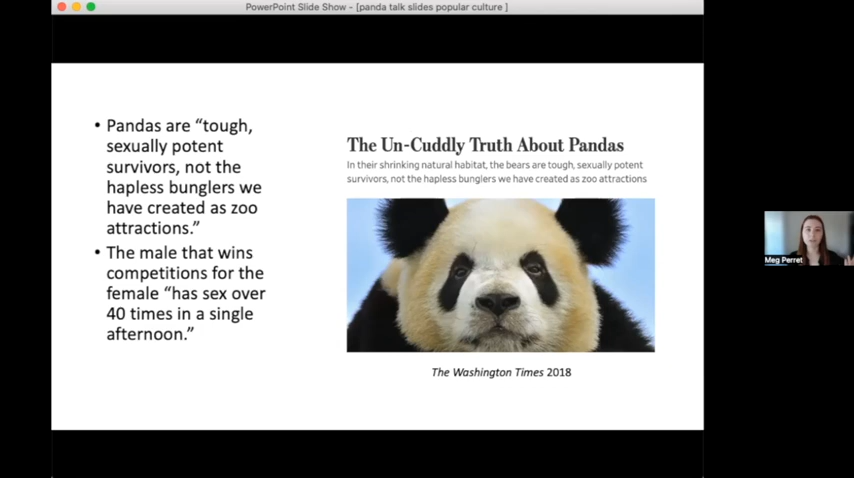 PowerPoint Slide Show - [panda talk slides popular culture ]
• Pandas are “tough,
sexually potent
survivors, not the
hapless bunglers we
have created as zoo
attractions.”
• The male that wins
competitions for the
female “has sex over
40 times in a single
afternoon.”
The Un-Cuddly Truth About Pandas
In their shrinking natural habitat, the bears are tough, sexually potent
survivors, not the hapless bunglers we have created as zoo attractions
The Washington Times 2018
Meg Perret